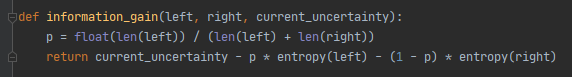 def information_gain(left, right, current_uncertainty):
    p = float(len(left)) / (len(left) + len(right))
    return current_uncertainty - p * entropy(left) - (1 - p) * entropy(right)